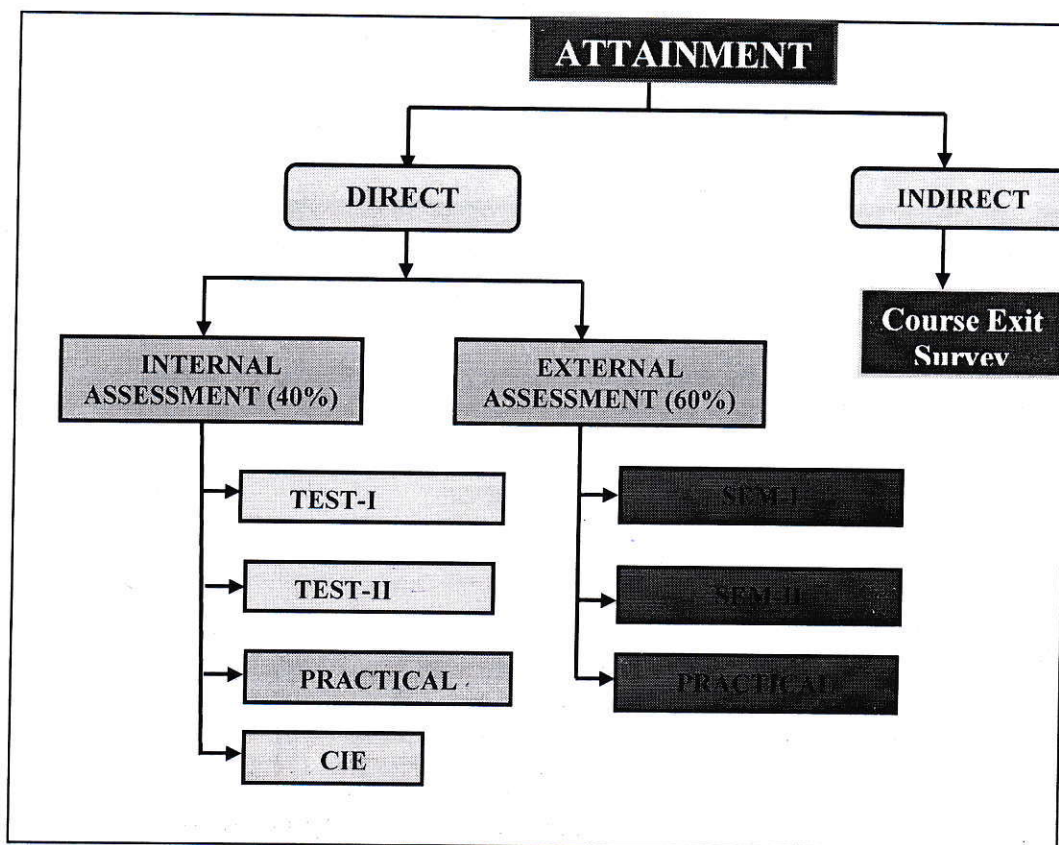 ATTAINMENT
DIRECT
INDIRECT
Course Exit
Survey
INTERNAL
ASSESSMENT (40%)
EXTERNAL
ASSESSMENT (60%)
TEST-I
SEM-I
TEST-II
SEM-II
PRACTICAL
PRACTICAL
CIE